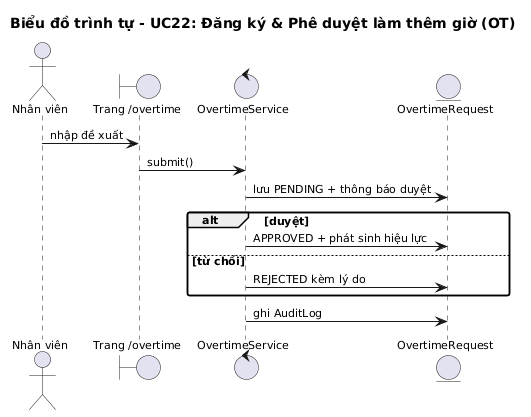 Biểu đồ trình tự - UC22: Đăng ký & Phê duyệt làm thêm giờ (OT)
Nhân viên Trang /overtime OvertimeService OvertimeRequest
nhập đề xuất
submit()
lưu PENDING + thông báo duyệt
alt [duyệt]
APPROVED + phát sinh hiệu lực
[từ chối]
REJECTED kèm lý do
ghi AuditLog
Nhân viên Trang /overtime OvertimeService OvertimeRequest